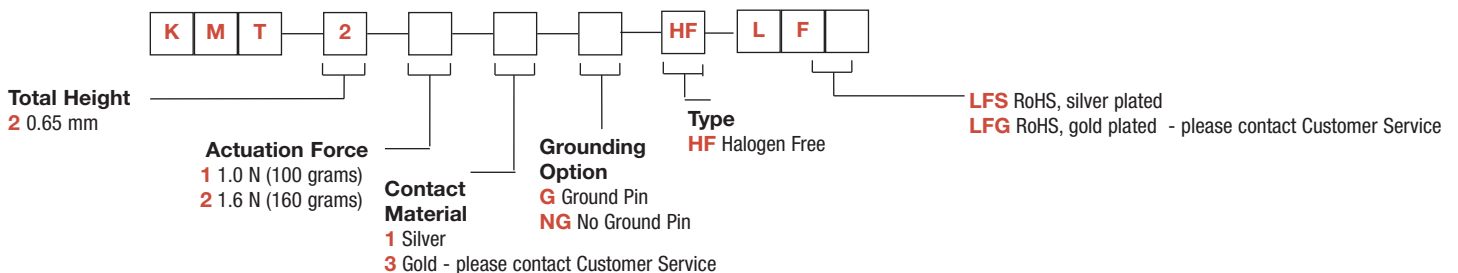 K M T 2 HF L F
Total Height
2 0.65 mm
Actuation Force
1 1.0 N (100 grams)
2 1.6 N (160 grams)
Contact
Material
1 Silver
3 Gold - please contact Customer Service
Grounding
Option
G Ground Pin
NG No Ground Pin
Type
HF Halogen Free
LFS RoHS, silver plated
LFG RoHS, gold plated - please contact Customer Service